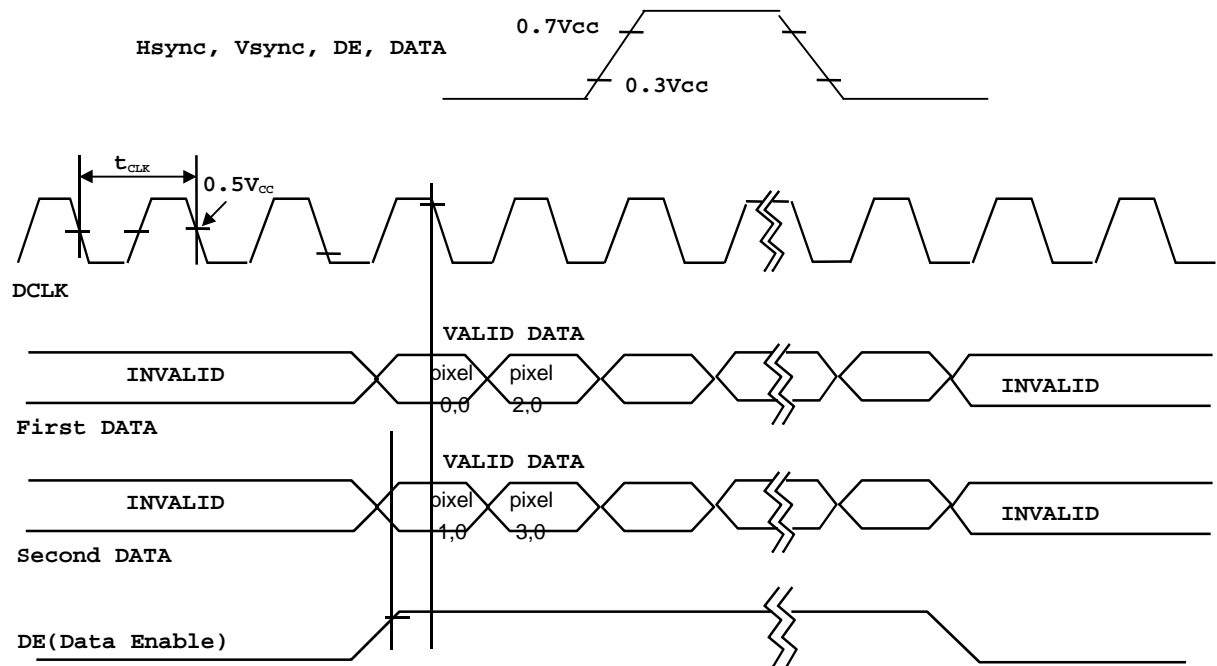 0.7Vcc
Hsync, Vsync, DE, DATA
0.3Vcc
tCLK
0.5VCC
DCLK
VALID DATA
INVALID
pixel
0,0
pixel
2,0
INVALID
First DATA
VALID DATA
INVALID
pixel
1,0
pixel
3,0
INVALID
Second DATA
DE(Data Enable)